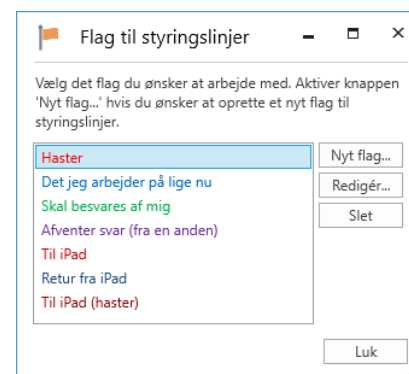 Flag til styringslinjer
Vælg det flag du ønsker at arbejde med. Aktiver knappen
'Nyt flag...' hvis du ønsker at oprette et nyt flag til
styringslinjer.
Haster
Det jeg arbejder på lige nu
Skal besvares af mig
Afventer svar (fra en anden)
Til iPad
Retur fra iPad
Til iPad (haster)
Nyt flag...
Redigér...
Slet
Luk